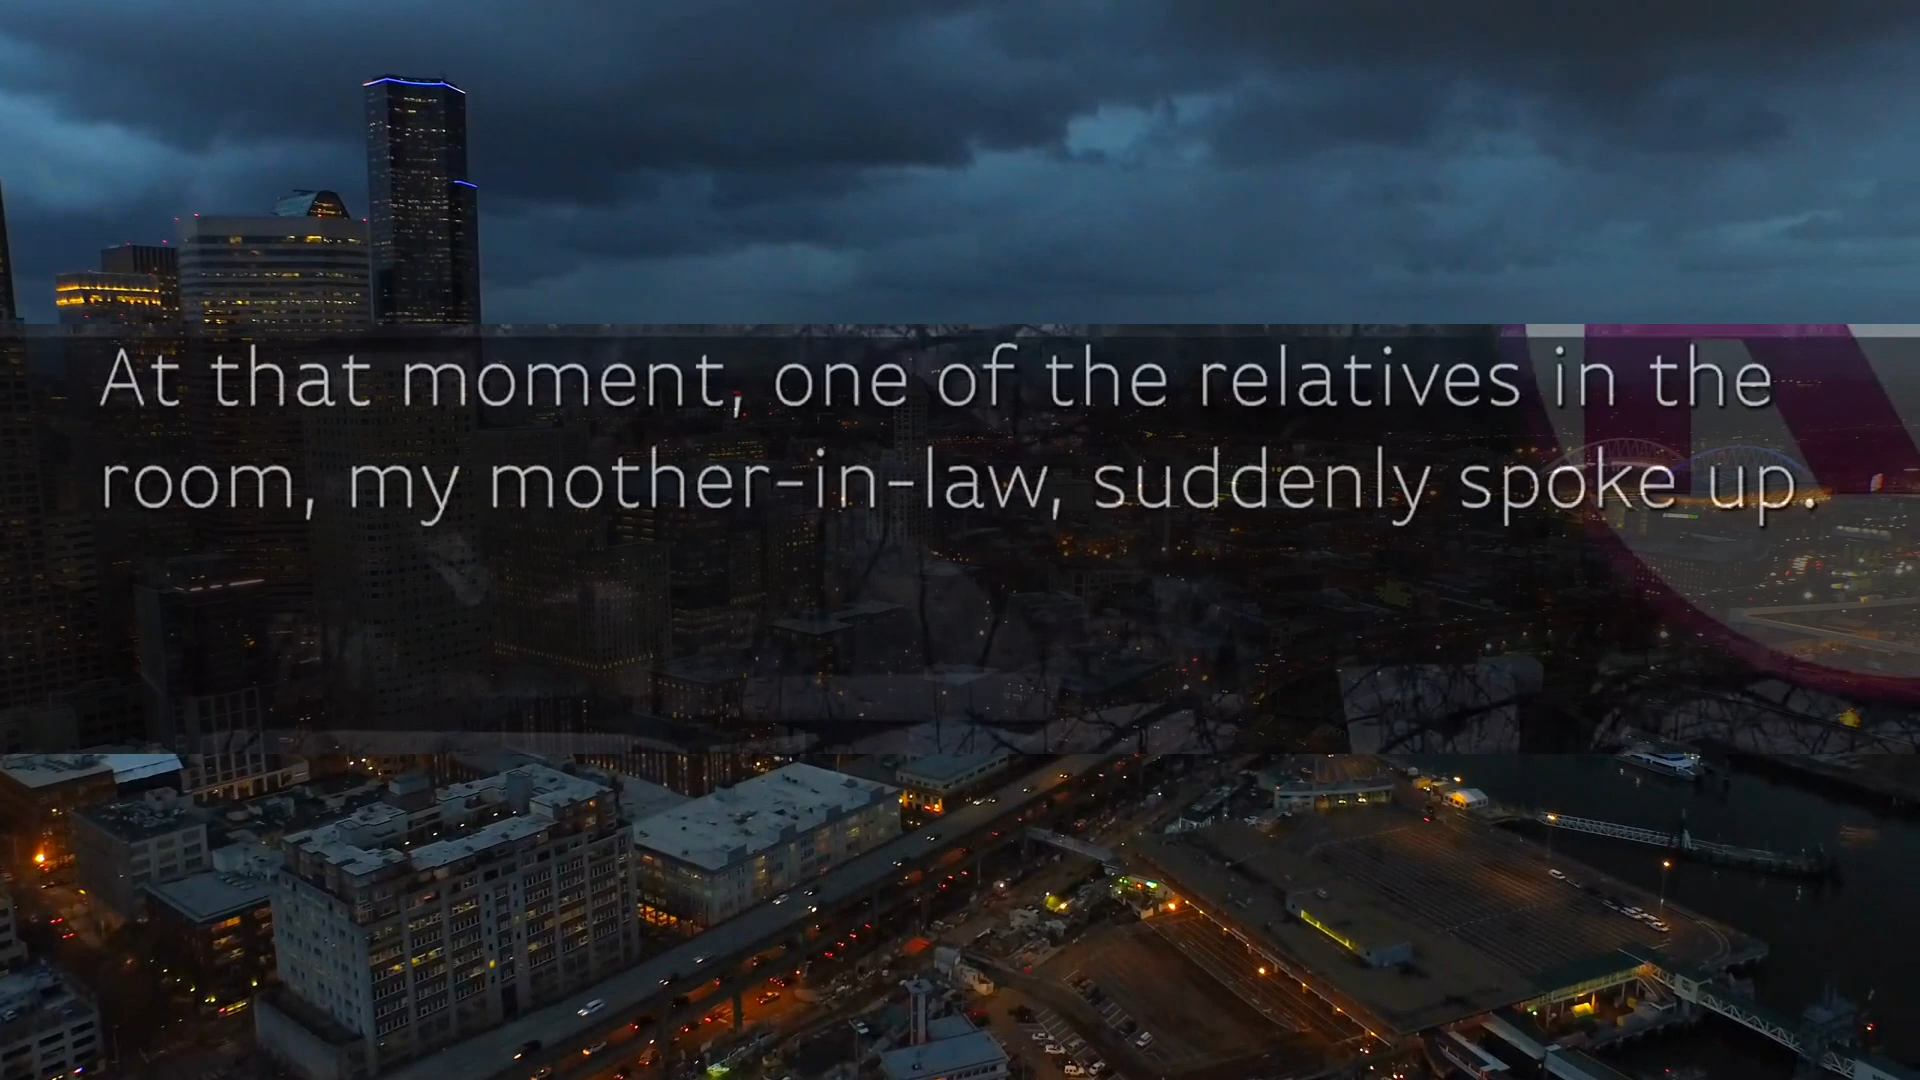 At that moment, one of the relatives in the
room, my mother-in-law, suddenly spoke up.